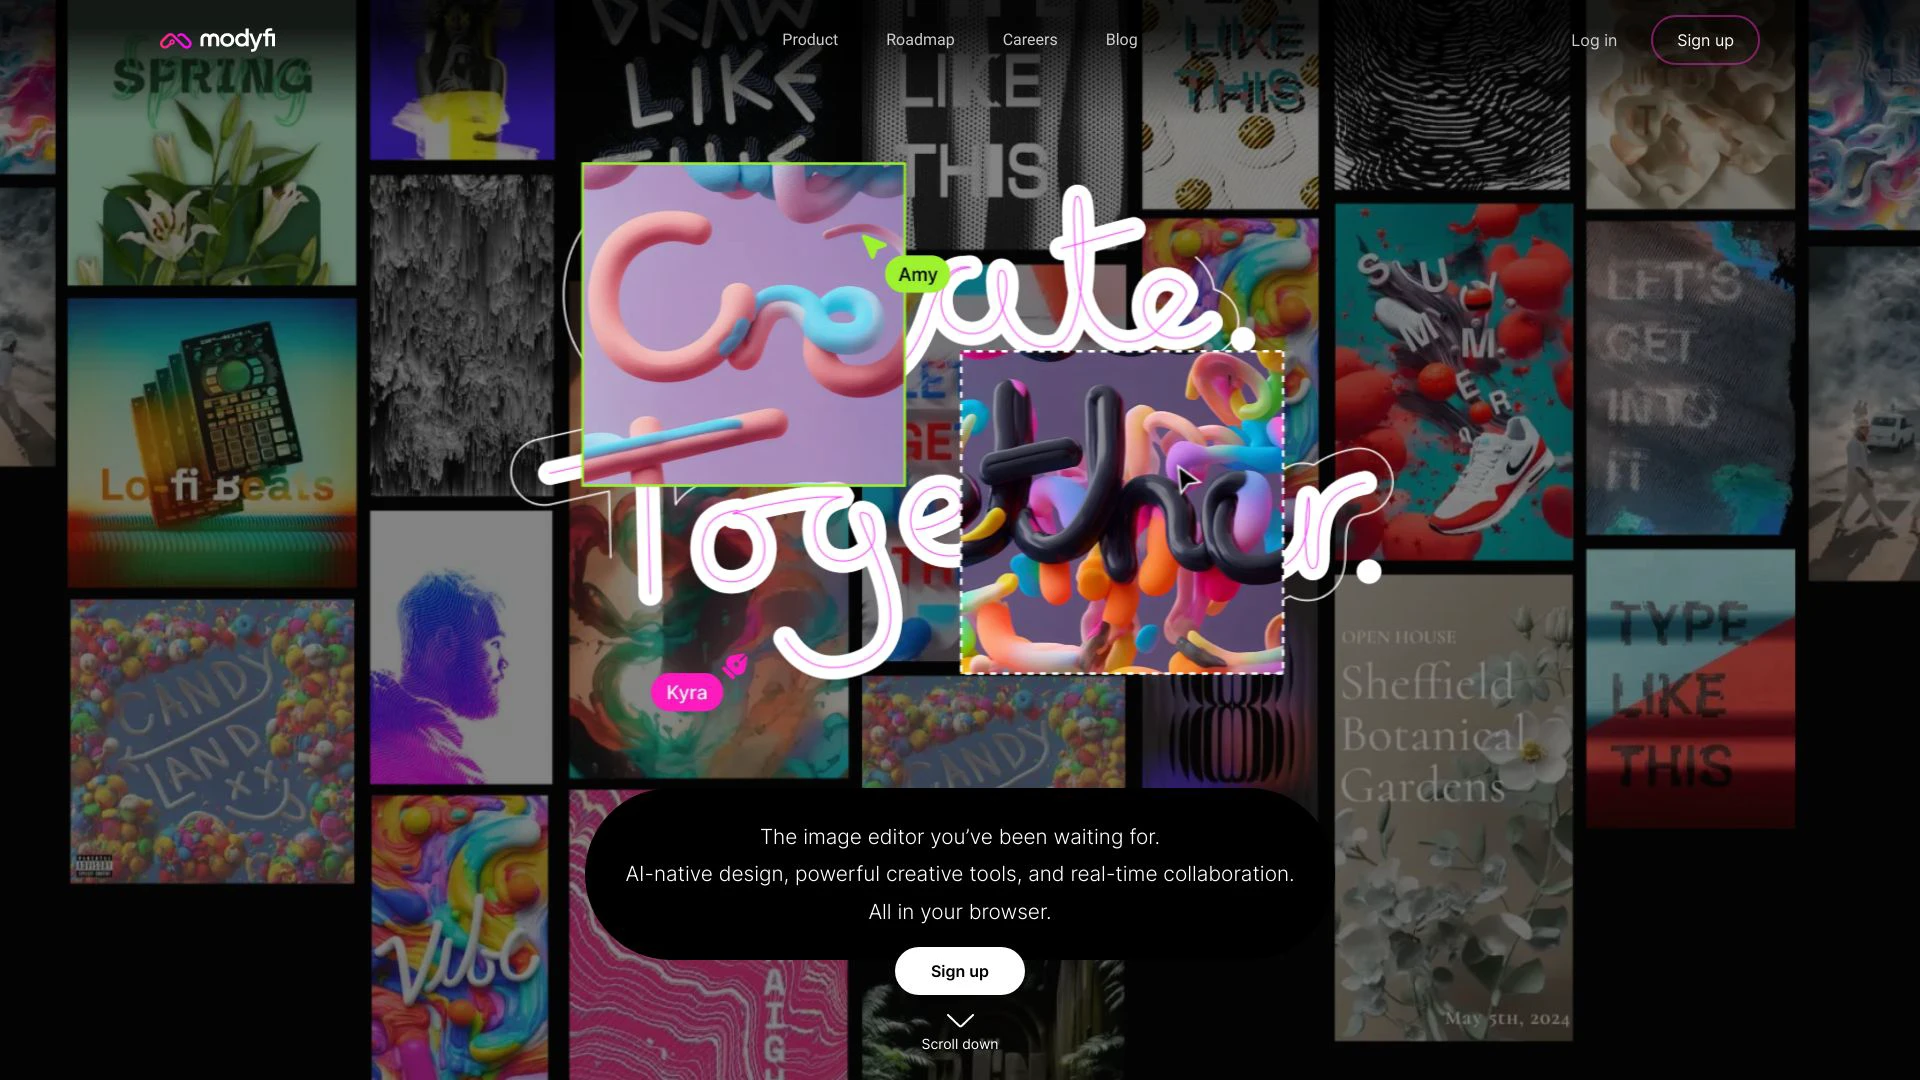 modyfi
Product
Roadmap
Careers
Blog
Log in
Sign up
SPRING
DRAW
LIKE
LIKE
THIS
LIKE
THIS
Create.
Together.
Amy
Kyra
SUMMER
LET'S
GET
INTO
IT
Lo-fi Beats
CANDY
LAND
xx
CANDY
Vibe
OPEN HOUSE
Sheffield
Botanical
Gardens
May 5th, 2024
TYPE
LIKE
THIS
The image editor you’ve been waiting for.
AI-native design, powerful creative tools, and real-time collaboration.
All in your browser.
Sign up
Scroll down